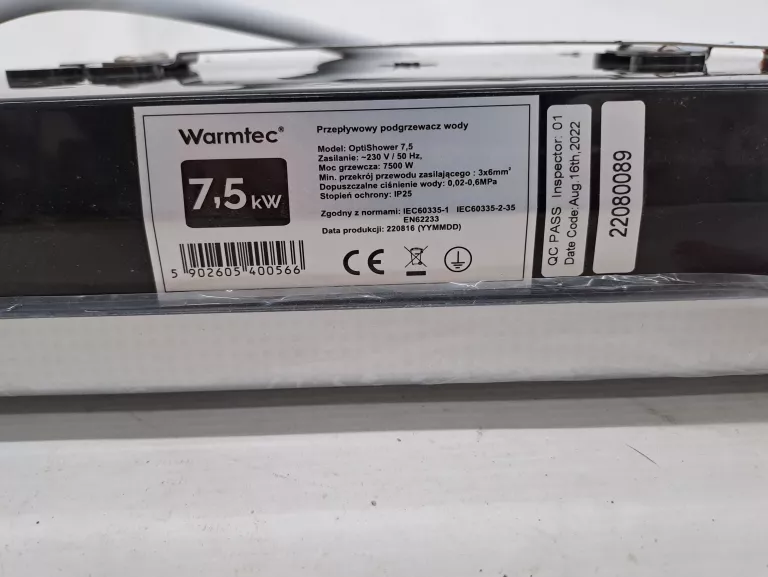 Warmtec®
7,5 kW
5 902605 400566
Przepływowy podgrzewacz wody
Model: OptiShower 7,5
Zasilanie: ~230 V / 50 Hz,
Moc grzewcza: 7500 W
Min. przekrój przewodu zasilającego : 3x6mm²
Dopuszczalne ciśnienie wody: 0,02-0,6MPa
Stopień ochrony: IP25
Zgodny z normami: IEC60335-1 IEC60335-2-35
EN62233
Data produkcji: 220816 (YYMMDD)
CE
QC PASS Inspector: 01
Date Code:Aug.16th,2022
22080089